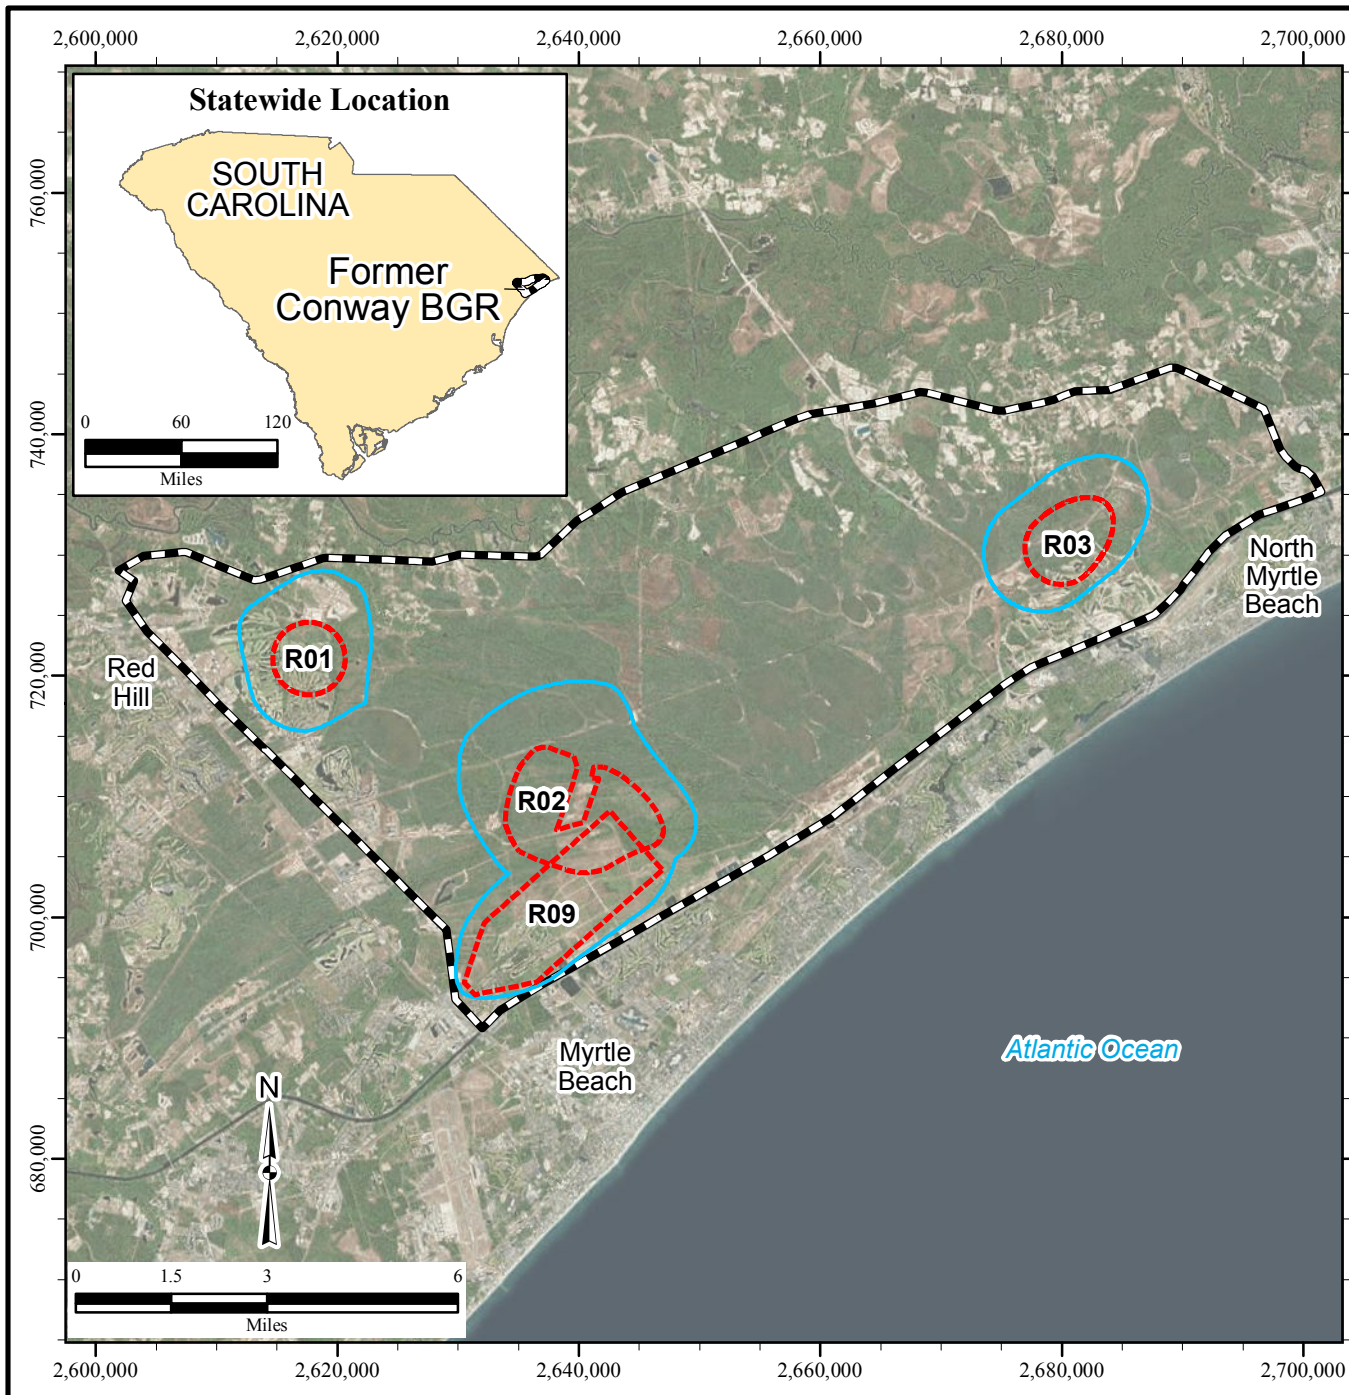 2,600,000 2,620,000 2,640,000 2,660,000 2,680,000 2,700,000
Statewide Location
SOUTH
CAROLINA
Former
Conway BGR
0 60 120
Miles
760,000
740,000
720,000
700,000
680,000
R03
North
Myrtle
Beach
R01
Red
Hill
R02
R09
Myrtle
Beach
Atlantic Ocean
N
0 1.5 3 6
Miles
2,600,000 2,620,000 2,640,000 2,660,000 2,680,000 2,700,000